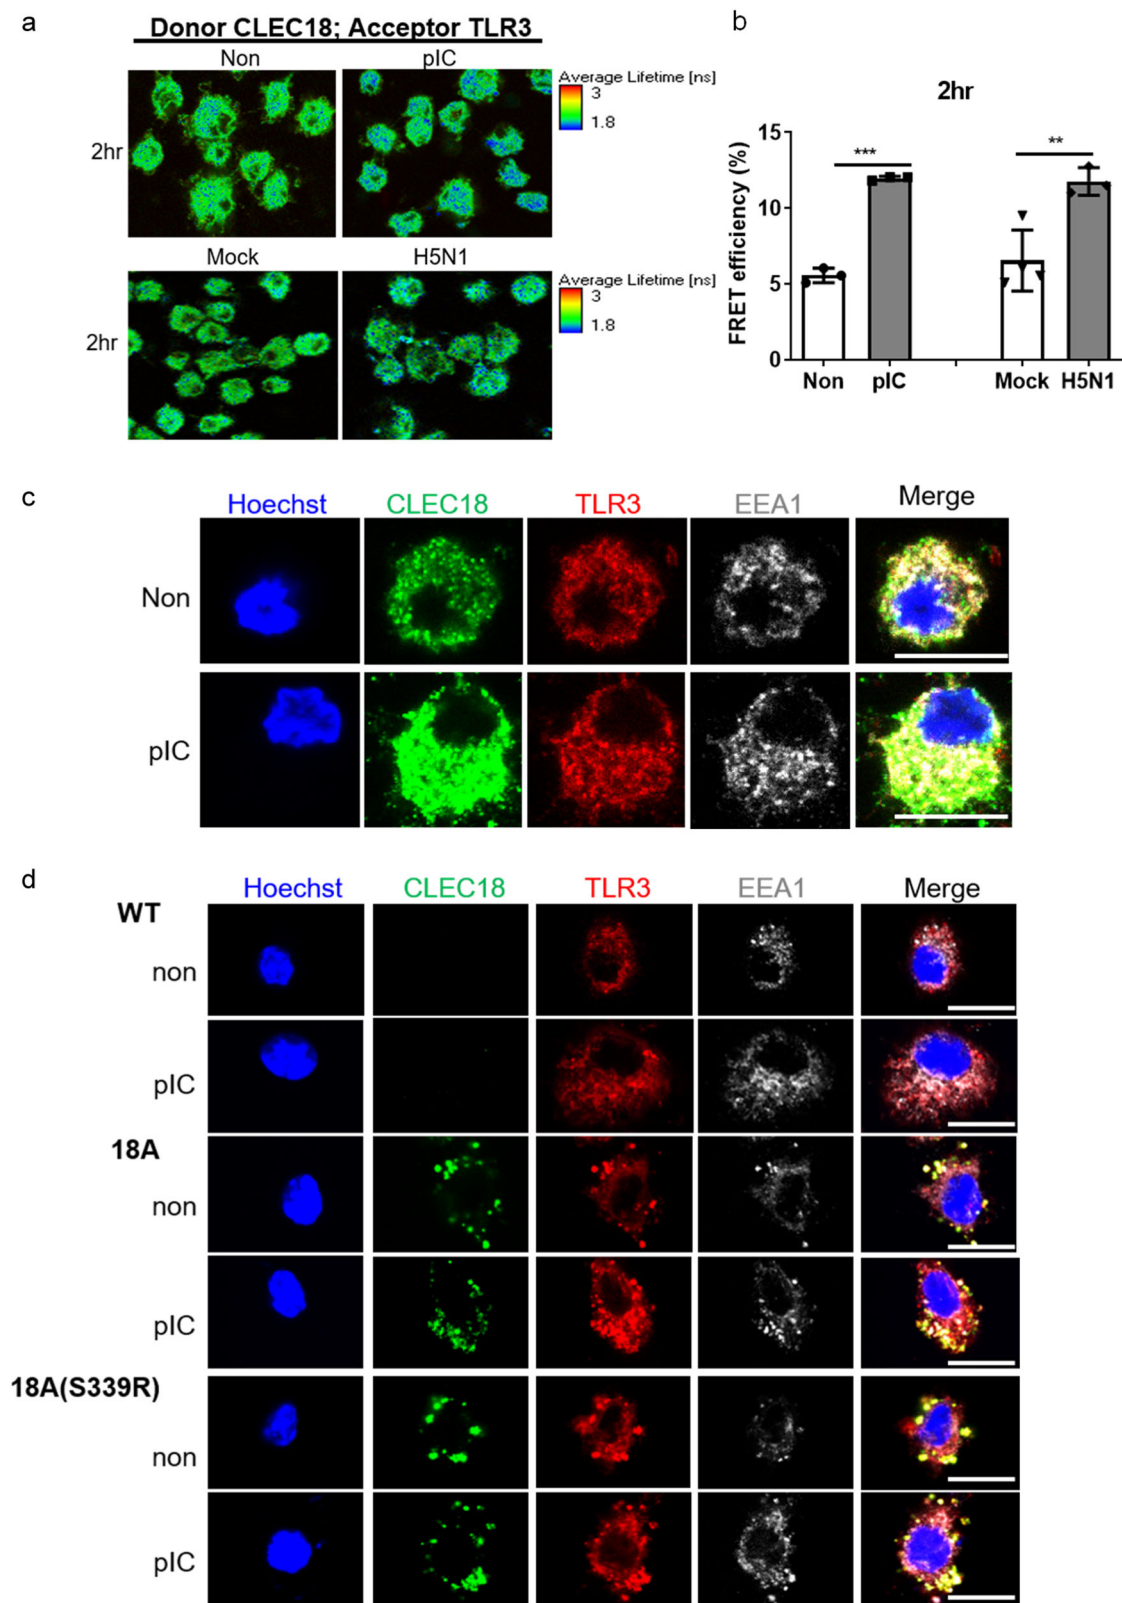 a
Donor CLEC18; Acceptor TLR3
Non pIC
Average Lifetime [ns]
3
1.8
2hr
Mock H5N1
Average Lifetime [ns]
3
1.8
2hr
b
2hr
*** **
FRET efficiency (%)
15
10
5
0
Non pIC Mock H5N1
c
Hoechst CLEC18 TLR3 EEA1 Merge
Non
pIC
d
Hoechst CLEC18 TLR3 EEA1 Merge
WT
non
pIC
18A
non
pIC
18A(S339R)
non
pIC